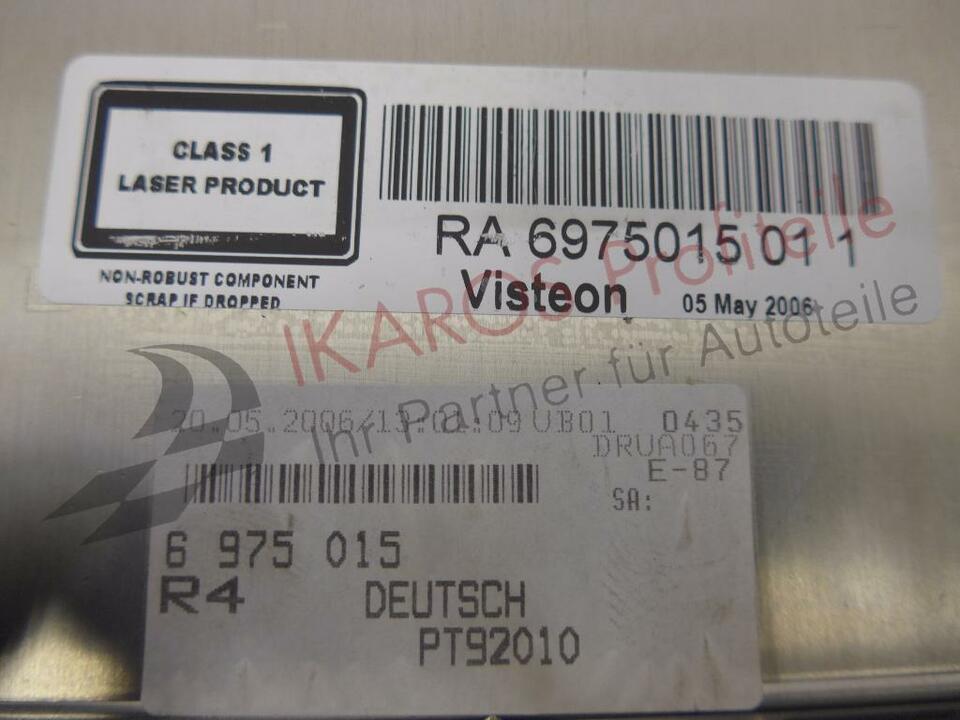 CLASS 1
LASER PRODUCT
NON-ROBUST COMPONENT
SCRAP IF DROPPED
RA 6975015 01 1
Visteon 05 May 2006
IKAROS Profiteile
Ihr Partner für Autoteile
20.05.2006/13:01:09 UB01 0435
DRUA067
E-87
SA:
6 975 015
R4 DEUTSCH
PT92010